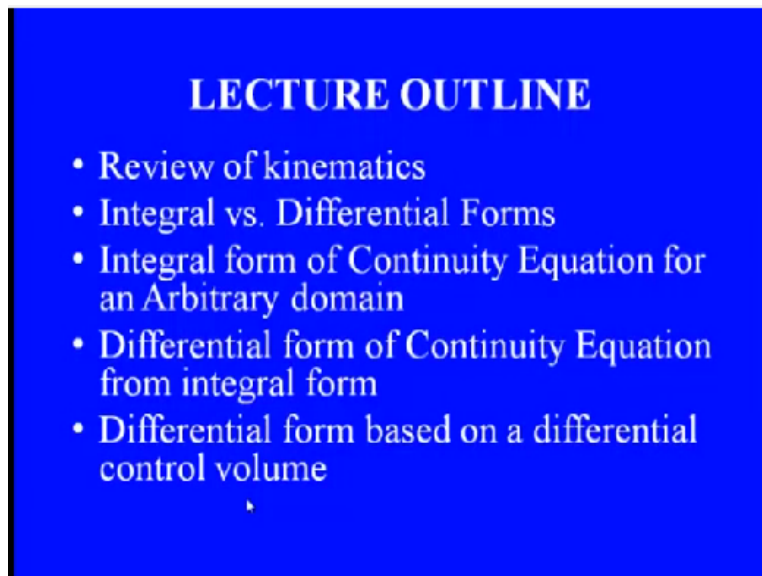 LECTURE OUTLINE
• Review of kinematics
• Integral vs. Differential Forms
• Integral form of Continuity Equation for
an Arbitrary domain
• Differential form of Continuity Equation
from integral form
• Differential form based on a differential
control volume